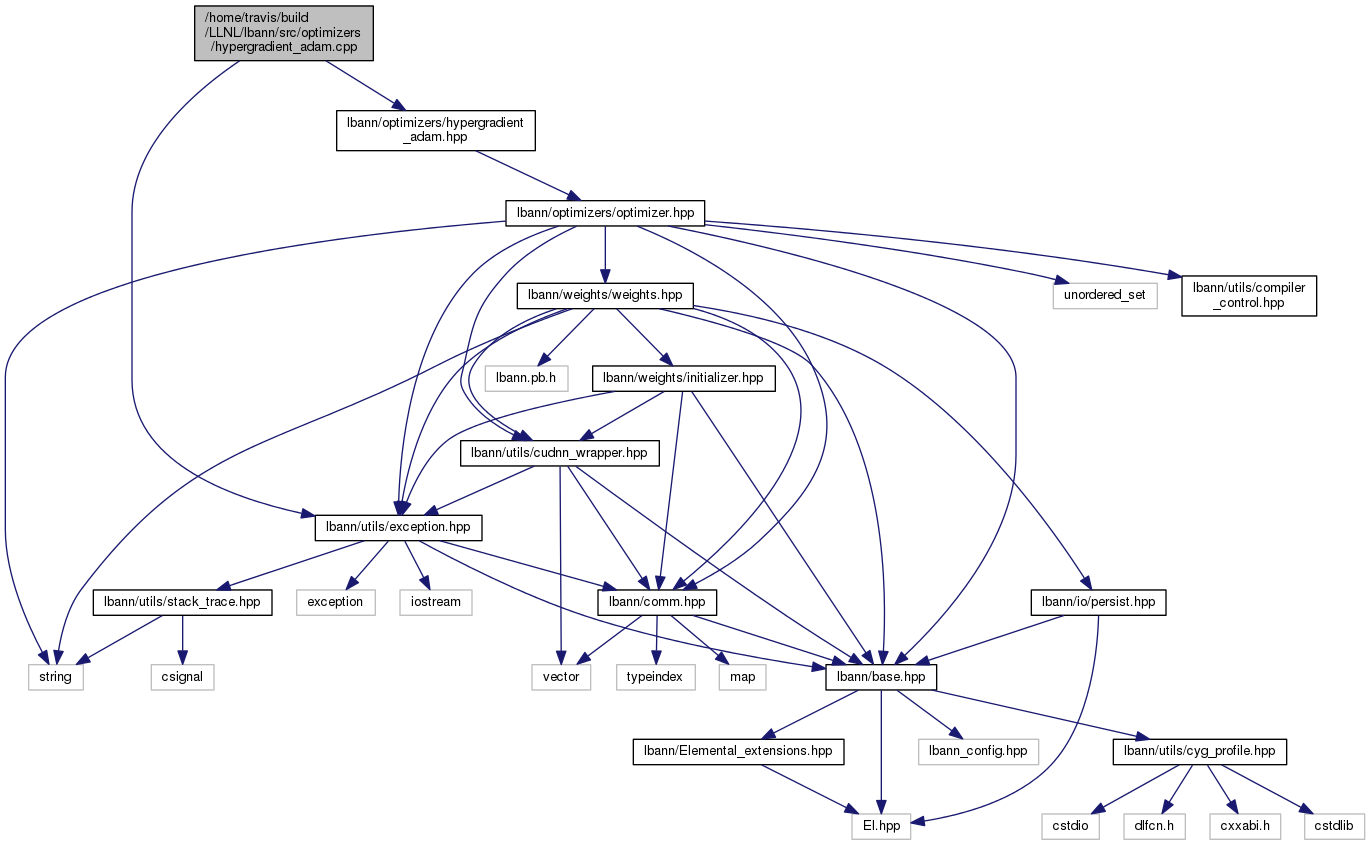 /home/travis/build
/LLNL/lbann/src/optimizers
/hypergradient_adam.cpp
lbann/optimizers/hypergradient
_adam.hpp
lbann/optimizers/optimizer.hpp
lbann/weights/weights.hpp
unordered_set
lbann/utils/compiler
_control.hpp
lbann.pb.h
lbann/weights/initializer.hpp
lbann/utils/cudnn_wrapper.hpp
lbann/utils/exception.hpp
lbann/utils/stack_trace.hpp
exception
iostream
lbann/comm.hpp
lbann/io/persist.hpp
string
csignal
vector
typeindex
map
lbann/base.hpp
lbann/Elemental_extensions.hpp
lbann_config.hpp
lbann/utils/cyg_profile.hpp
El.hpp
cstdio
dlfcn.h
cxxabi.h
cstdlib